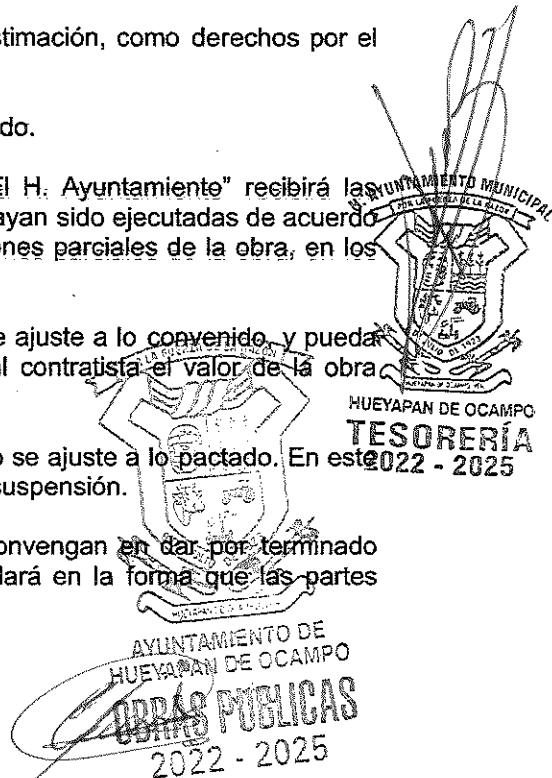 stimación, como derechos por el
do.
El H. Ayuntamiento" recibirá las
ayan sido ejecutadas de acuerdo
ones parciales de la obra, en los
e ajuste a lo convenido, y pueda
al contratista el valor de la obra
o se ajuste a lo pactado. En este
suspensión.
onvengan en dar por terminado
dará en la forma que las partes
H. AYUNTAMIENTO MUNICIPAL
HUEYAPAN DE OCAMPO
TESORERÍA
2022 - 2025
AYUNTAMIENTO DE
HUEYAPAN DE OCAMPO
OBRAS PÚBLICAS
2022 - 2025